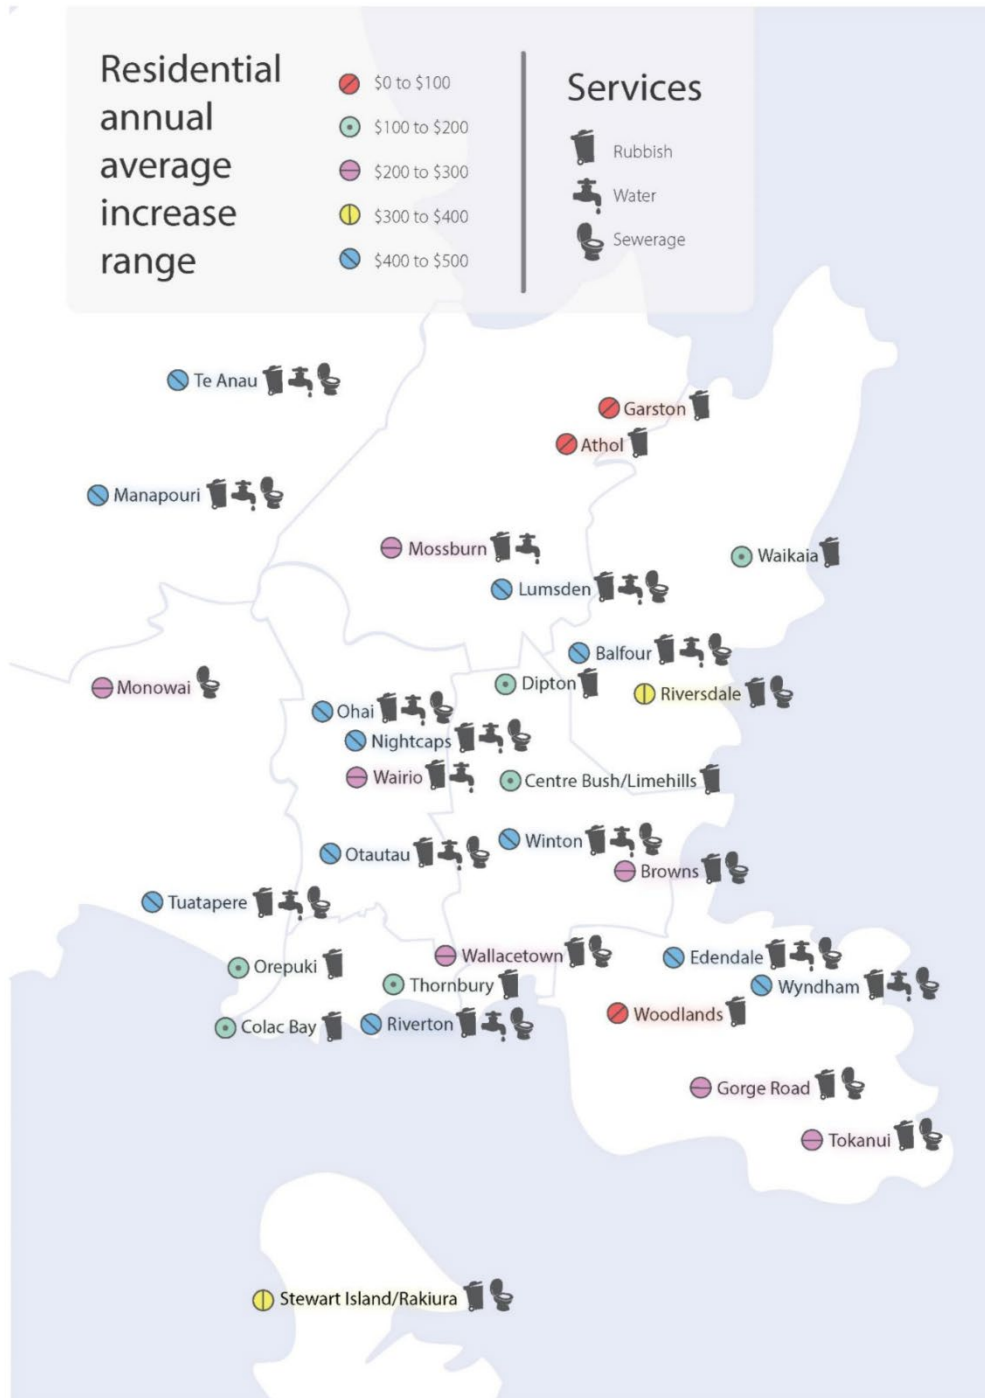 Residential
annual
average
increase
range
$0 to $100
$100 to $200
$200 to $300
$300 to $400
$400 to $500
Services
Rubbish
Water
Sewerage
Te Anau
Garston
Athol
Manapouri
Mossburn
Waikaia
Lumsden
Balfour
Dipton
Monowai
Riversdale
Ohai
Nightcaps
Wairio
Centre Bush/Limehills
Winton
Otautau
Browns
Tuatapere
Wallacetown
Edendale
Orepuki
Thornbury
Wyndham
Woodlands
Colac Bay
Riverton
Gorge Road
Tokanui
Stewart Island/Rakiura